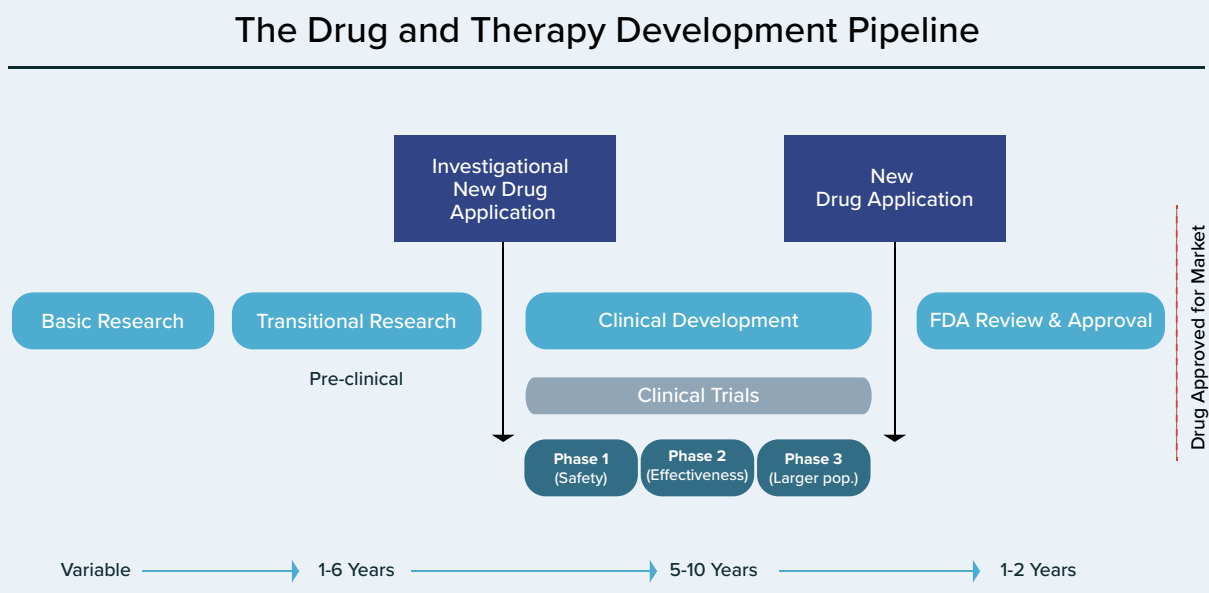 The Drug and Therapy Development Pipeline
Investigational
New Drug
Application
New
Drug Application
Basic Research
Transitional Research
Clinical Development
FDA Review & Approval
Drug Approved for Market
Pre-clinical
Clinical Trials
Phase 1
(Safety)
Phase 2
(Effectiveness)
Phase 3
(Larger pop.)
Variable
1-6 Years
5-10 Years
1-2 Years